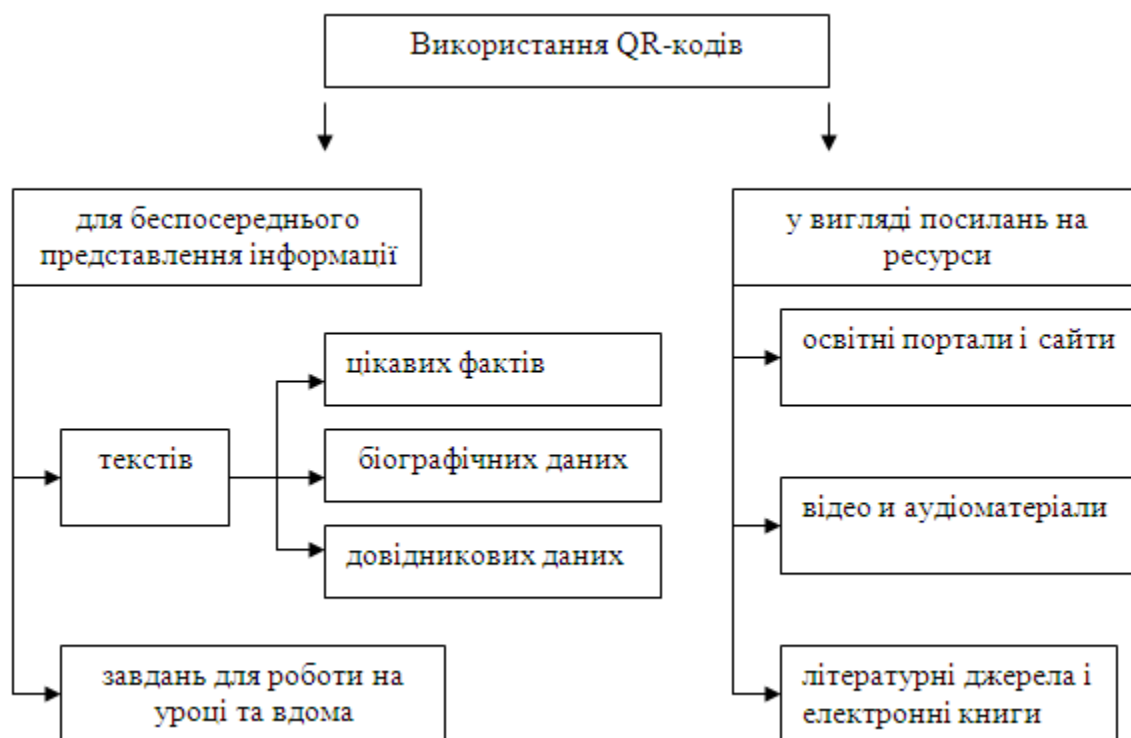 Використання QR-кодів
для беспосереднього
представлення інформації
у вигляді посилань на
ресурси
цікавих фактів
текстів
біографічних даних
довідникових даних
завдань для роботи на
уроці та вдома
освітні портали і сайти
відео и аудіоматеріали
літературні джерела і
електронні книги